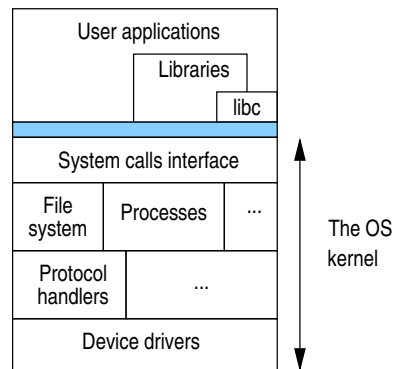 User applications
Libraries
libc
System calls interface
File
system
Processes
...
The OS
kernel
Protocol
handlers
...
Device drivers